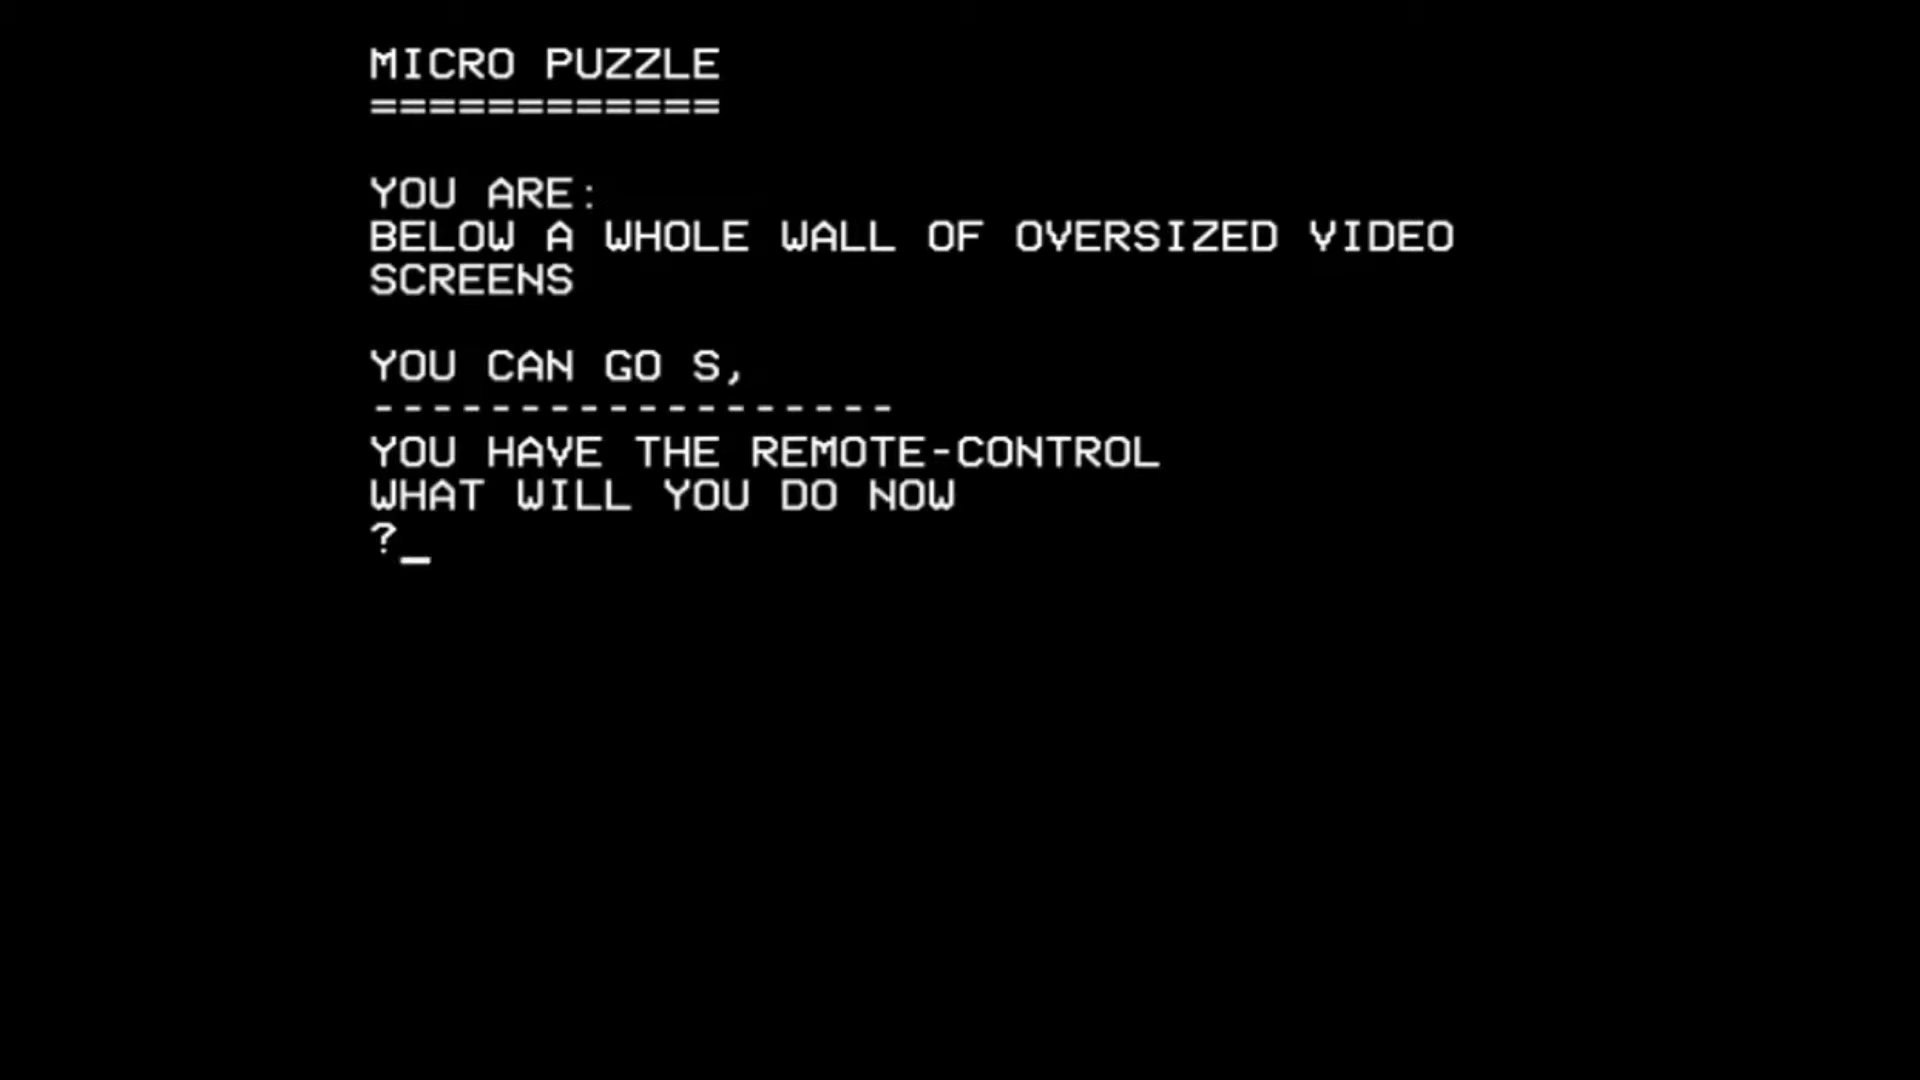 MICRO PUZZLE
============
YOU ARE:
BELOW A WHOLE WALL OF OVERSIZED VIDEO
SCREENS
YOU CAN GO S,
------------------
YOU HAVE THE REMOTE-CONTROL
WHAT WILL YOU DO NOW
?_